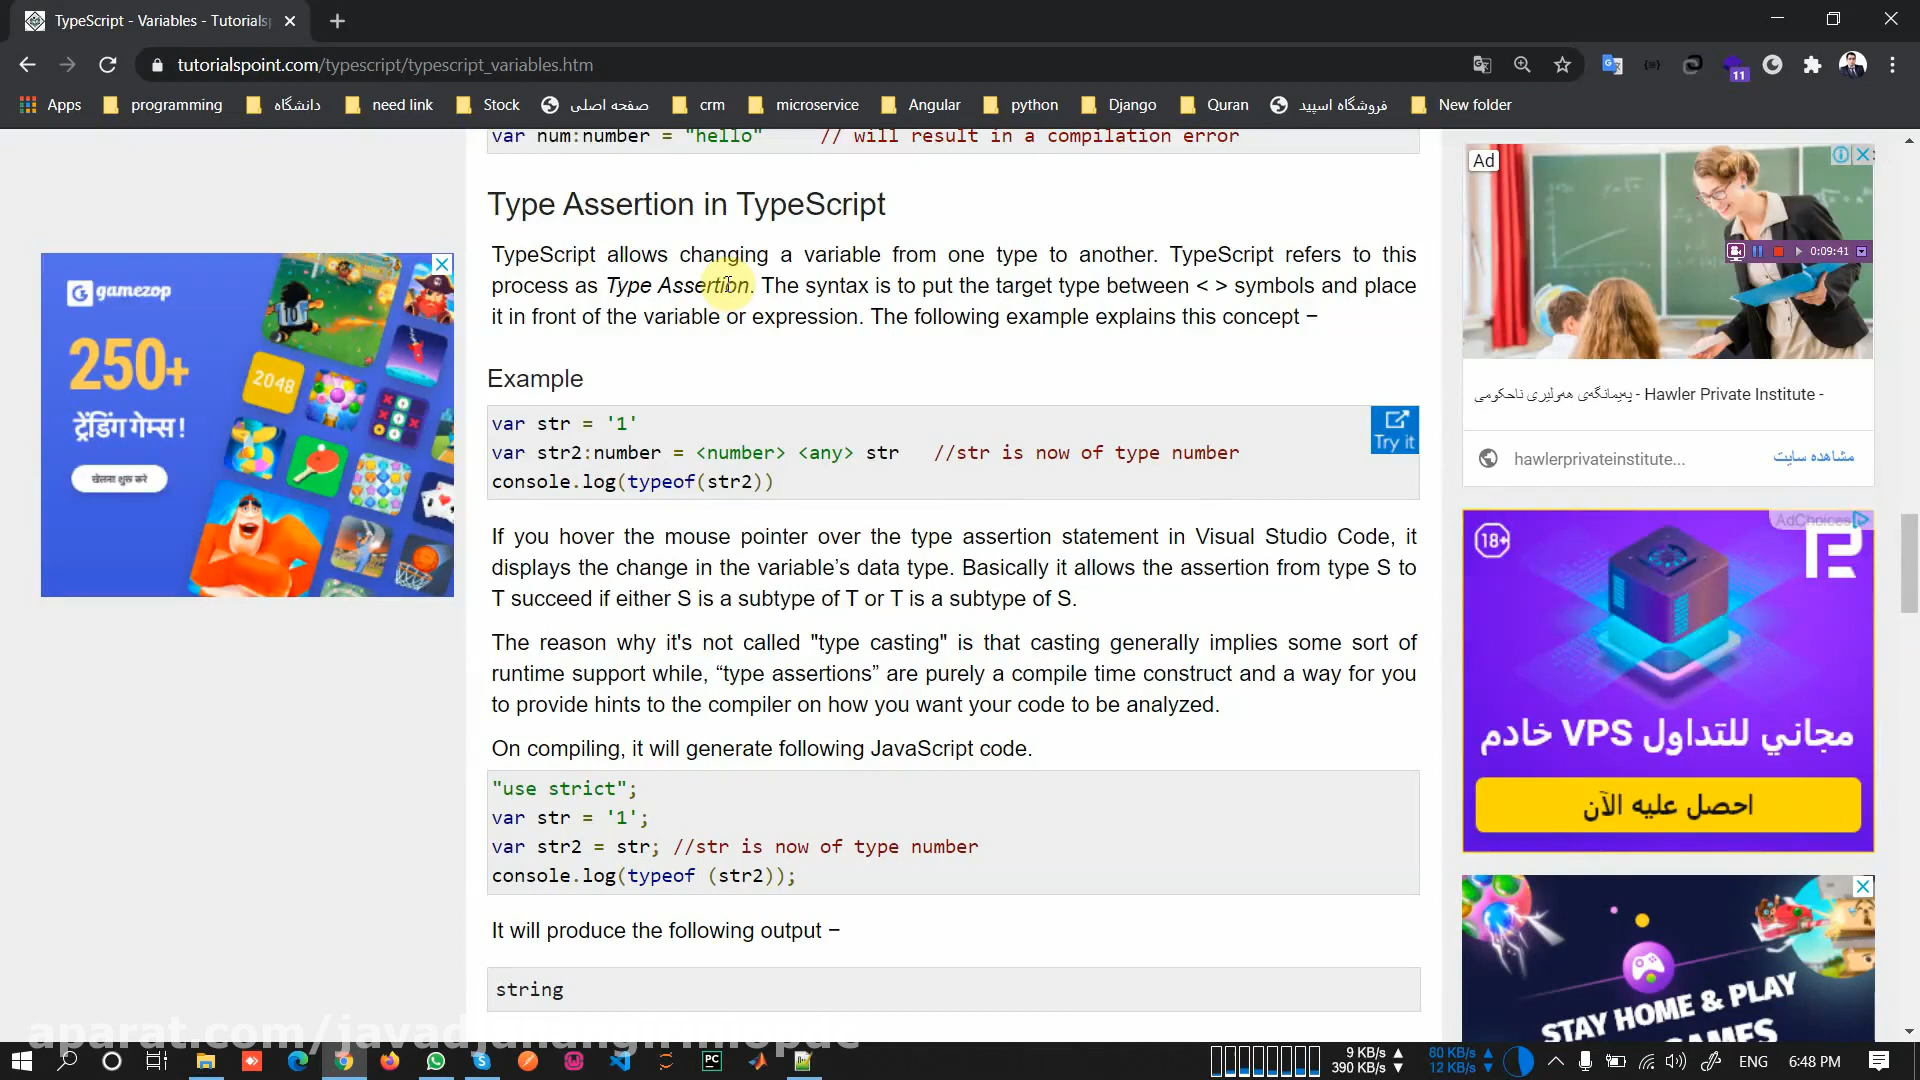 TypeScript - Variables - Tutorials
tutorialspoint.com/typescript/typescript_variables.htm
11
Apps
programming
دانشگاه
need link
Stock
صفحه اصلی
crm
microservice
Angular
python
Django
Quran
فروشگاه اسپید
New folder
var num:number = "hello"     // will result in a compilation error
Type Assertion in TypeScript
TypeScript allows changing a variable from one type to another. TypeScript refers to this
process as Type Assertion. The syntax is to put the target type between < > symbols and place
it in front of the variable or expression. The following example explains this concept −
Example
var str = '1'
var str2:number = <number> <any> str   //str is now of type number
console.log(typeof(str2))
Try it
If you hover the mouse pointer over the type assertion statement in Visual Studio Code, it
displays the change in the variable’s data type. Basically it allows the assertion from type S to
T succeed if either S is a subtype of T or T is a subtype of S.
The reason why it's not called "type casting" is that casting generally implies some sort of
runtime support while, “type assertions” are purely a compile time construct and a way for you
to provide hints to the compiler on how you want your code to be analyzed.
On compiling, it will generate following JavaScript code.
"use strict";
var str = '1';
var str2 = str; //str is now of type number
console.log(typeof (str2));
It will produce the following output −
string
gamezop
250+
ट्रेंडिंग गेम्स !
खेलना शुरू करे
2048
10
Ad
0:09:41
پەیمانگەی هەولیری ناحکومی - Hawler Private Institute -
hawlerprivateinstitute...
مشاهده سایت
AdChoices
18+
مجاني للتداول VPS خادم
احصل عليه الآن
STAY HOME & PLAY
9 KB/s
390 KB/s
80 KB/s
12 KB/s
ENG
6:48 PM